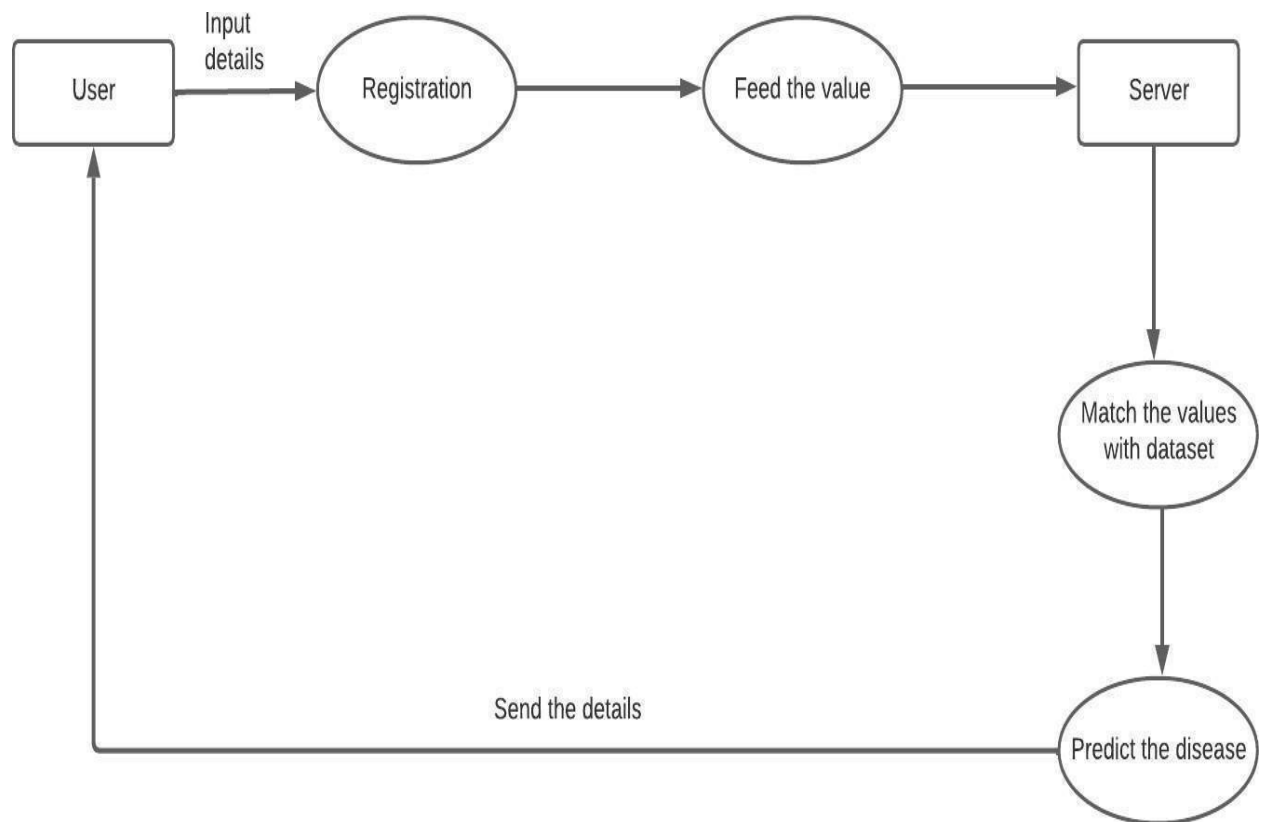 Input
details
User
Registration
Feed the value
Server
Match the values
with dataset
Send the details
Predict the disease